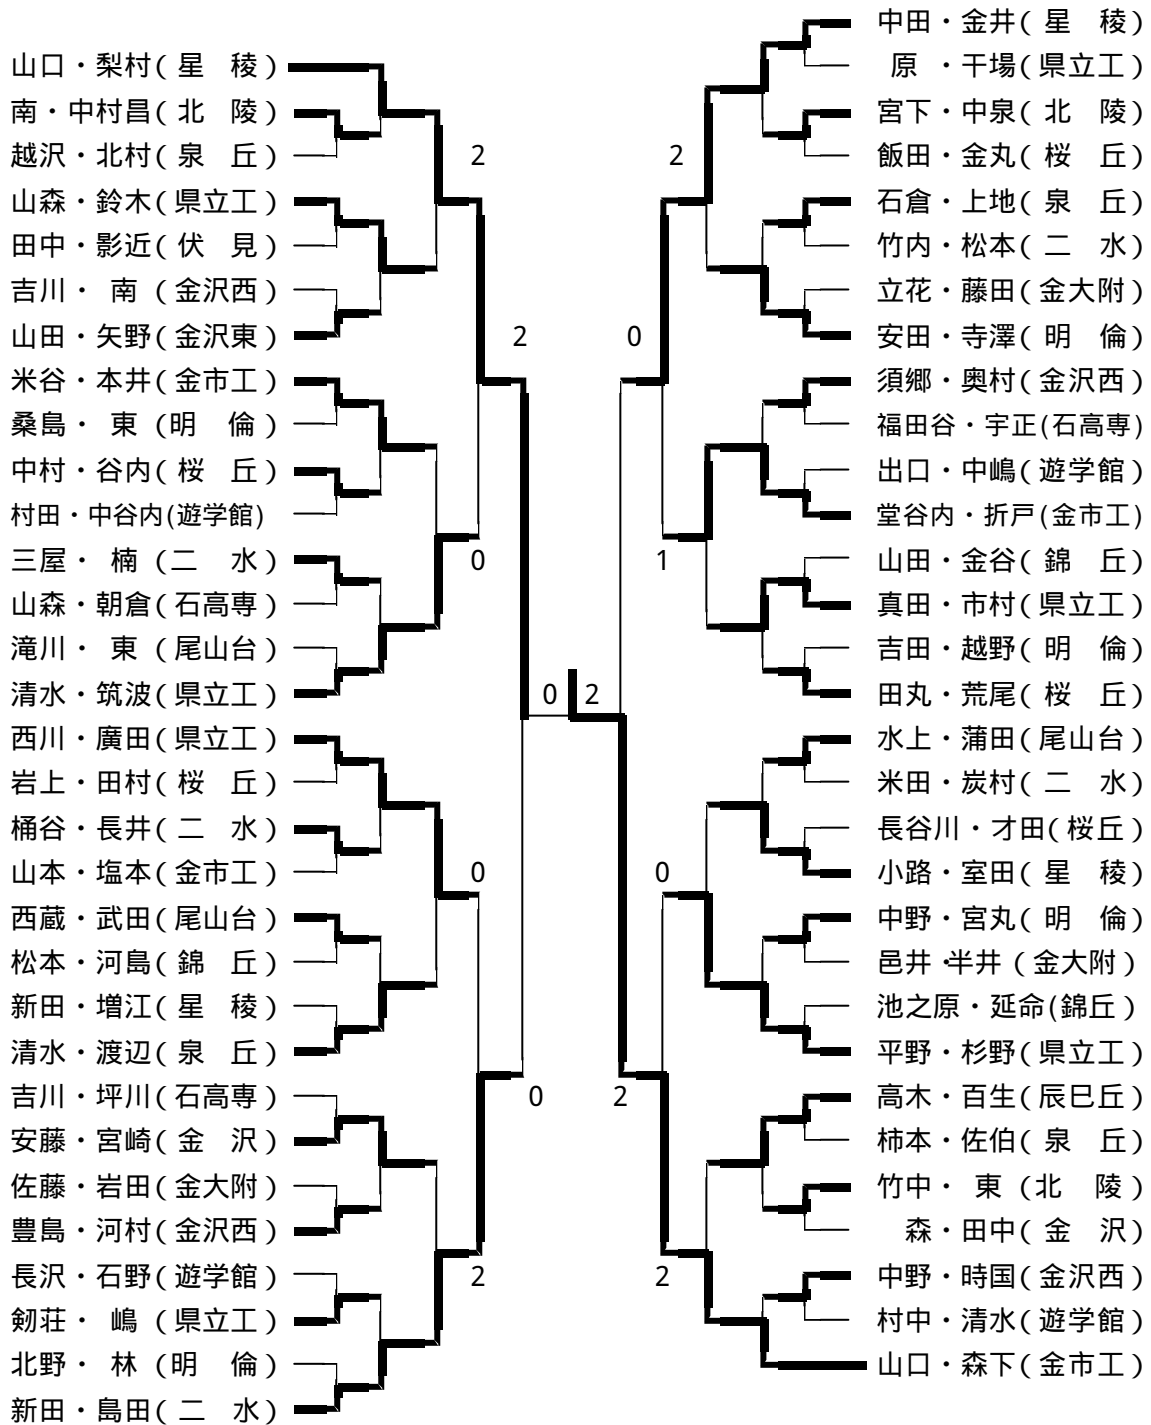 山口・梨村(星　稜)
南・中村昌(北　陵)
越沢・北村(泉　丘)
山森・鈴木(県立工)
田中・影近(伏　見)
吉川・　南　(金沢西)
山田・矢野(金沢東)
米谷・本井(金市工)
桑島・　東　(明　倫)
中村・谷内(桜　丘)
村田・中谷内(遊学館)
三屋・　楠　(二　水)
山森・朝倉(石高専)
滝川・　東　(尾山台)
清水・筑波(県立工)
西川・廣田(県立工)
岩上・田村(桜　丘)
桶谷・長井(二　水)
山本・塩本(金市工)
西蔵・武田(尾山台)
松本・河島(錦　丘)
新田・増江(星　稜)
清水・渡辺(泉　丘)
吉川・坪川(石高専)
安藤・宮崎(金　沢)
佐藤・岩田(金大附)
豊島・河村(金沢西)
長沢・石野(遊学館)
剱荘・　嶋　(県立工)
北野・　林　(明　倫)
新田・島田(二　水)
2
0
0
2
2
0
0
2
0
2
2
1
0
2
中田・金井(星　稜)
原　・干場(県立工)
宮下・中泉(北　陵)
飯田・金丸(桜　丘)
石倉・上地(泉　丘)
竹内・松本(二　水)
立花・藤田(金大附)
安田・寺澤(明　倫)
須郷・奥村(金沢西)
福田谷・宇正(石高専)
出口・中嶋(遊学館)
堂谷内・折戸(金市工)
山田・金谷(錦　丘)
真田・市村(県立工)
吉田・越野(明　倫)
田丸・荒尾(桜　丘)
水上・蒲田(尾山台)
米田・炭村(二　水)
長谷川・才田(桜丘)
小路・室田(星　稜)
中野・宮丸(明　倫)
邑井・半井(金大附)
池之原・延命(錦丘)
平野・杉野(県立工)
高木・百生(辰巳丘)
柿本・佐伯(泉　丘)
竹中・　東　(北　陵)
森・田中(金　沢)
中野・時国(金沢西)
村中・清水(遊学館)
山口・森下(金市工)